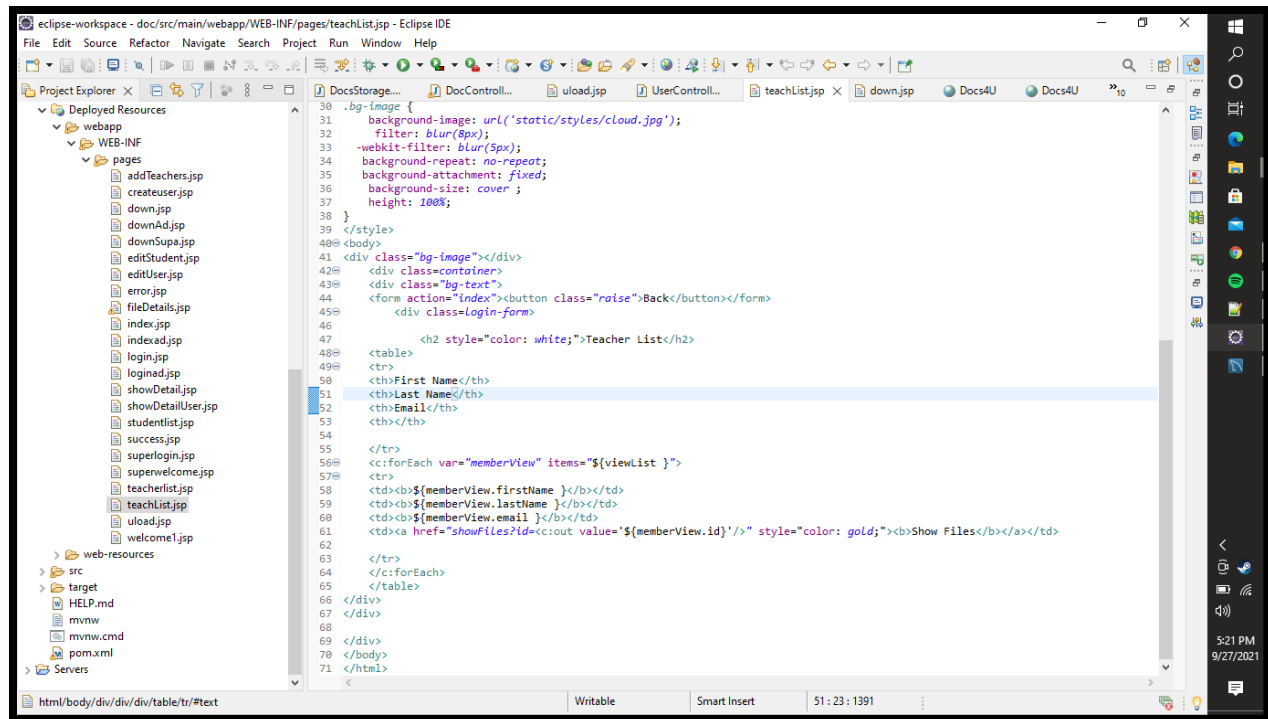 eclipse-workspace - doc/src/main/webapp/WEB-INF/pages/teachList.jsp - Eclipse IDE
File Edit Source Refactor Navigate Search Project Run Window Help
Project Explorer
DocsStorage....
DocControll...
uload.jsp
UserControll...
teachList.jsp
down.jsp
Docs4U
Docs4U
10
Deployed Resources
webapp
WEB-INF
pages
addTeachers.jsp
createuser.jsp
down.jsp
downAd.jsp
downSupa.jsp
editStudent.jsp
editUser.jsp
error.jsp
fileDetails.jsp
index.jsp
indexad.jsp
login.jsp
loginad.jsp
showDetail.jsp
showDetailUser.jsp
studentlist.jsp
success.jsp
superlogin.jsp
superwelcome.jsp
teacherlist.jsp
teachList.jsp
uload.jsp
welcome1.jsp
web-resources
src
target
HELP.md
mvnw
mvnw.cmd
pom.xml
Servers
30 .bg-image {
31 background-image: url('static/styles/cloud.jpg');
32 filter: blur(8px);
33 -webkit-filter: blur(5px);
34 background-repeat: no-repeat;
35 background-attachment: fixed;
36 background-size: cover ;
37 height: 100%;
38 }
39 </style>
40 <body>
41 <div class="bg-image"></div>
42 <div class=container>
43 <div class="bg-text">
44 <form action="index"><button class="raise">Back</button></form>
45 <div class=login-form>
46
47 <h2 style="color: white;">Teacher List</h2>
48 <table>
49 <tr>
50 <th>First Name</th>
51 <th>Last Name</th>
52 <th>Email</th>
53 <th></th>
54
55 </tr>
56 <c:forEach var="memberView" items="${viewList }">
57 <tr>
58 <td><b>${memberView.firstName }</b></td>
59 <td><b>${memberView.lastName }</b></td>
60 <td><b>${memberView.email }</b></td>
61 <td><a href="showFiles?id=<c:out value='${memberView.id}'/>" style="color: gold;"><b>Show Files</b></a></td>
62
63 </tr>
64 </c:forEach>
65 </table>
66 </div>
67 </div>
68
69 </div>
70 </body>
71 </html>
html/body/div/div/div/table/tr/#text
Writable
Smart Insert
51 : 23 : 1391
5:21 PM
9/27/2021